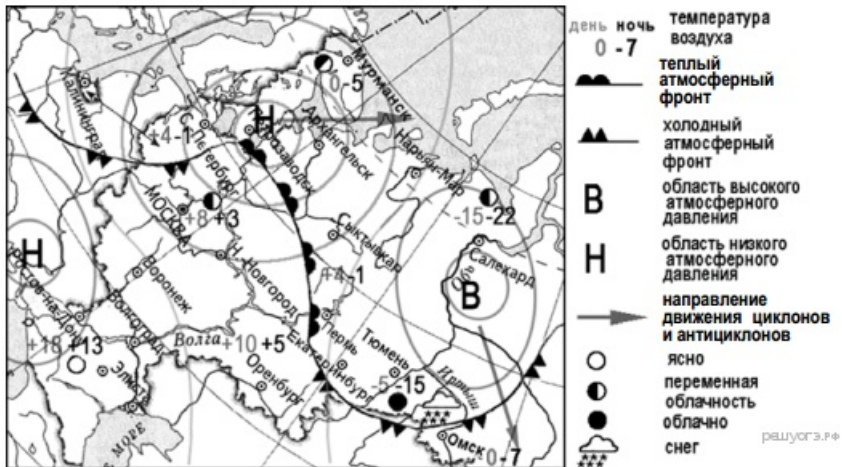 Мурманск
0-5
Калининград
+4-1
С.Петербург
Н
Петрозаводск
Архангельск
Нарьян-Мар
-15-22
МОСКВА
+8+3
Сыктывкар
+4-1
Салехард
Обь
В
Н
Воронеж
Н. Новгород
Ростов-на-Дону
Волгоград
+18+13
Волга
+10+5
Пермь
Екатеринбург
Тюмень
-5-15
Иртыш
Оренбург
Элиста
МОРЕ
Омск
0-7
день ночь
0 -7
температура
воздуха
теплый
атмосферный
фронт
холодный
атмосферный
фронт
В
область высокого
атмосферного
давления
Н
область низкого
атмосферного
давления
направление
движения циклонов
и антициклонов
ясно
переменная
облачность
облачно
снег
решуогэ.рф